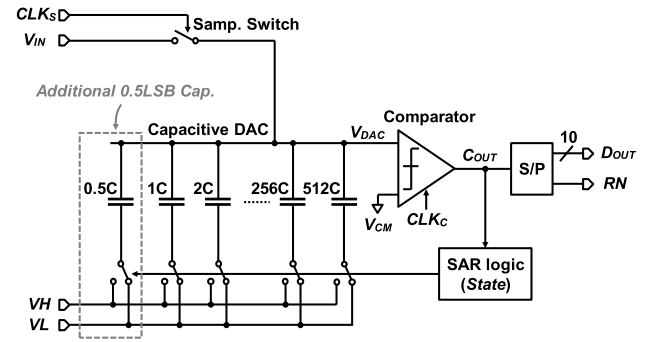 CLKS
Samp. Switch
VIN
Additional 0.5LSB Cap.
Capacitive DAC
VDAC
Comparator
COUT
10
DOUT
S/P
RN
0.5C
1C
2C
256C
512C
VCM
CLKC
SAR logic
(State)
VH
VL